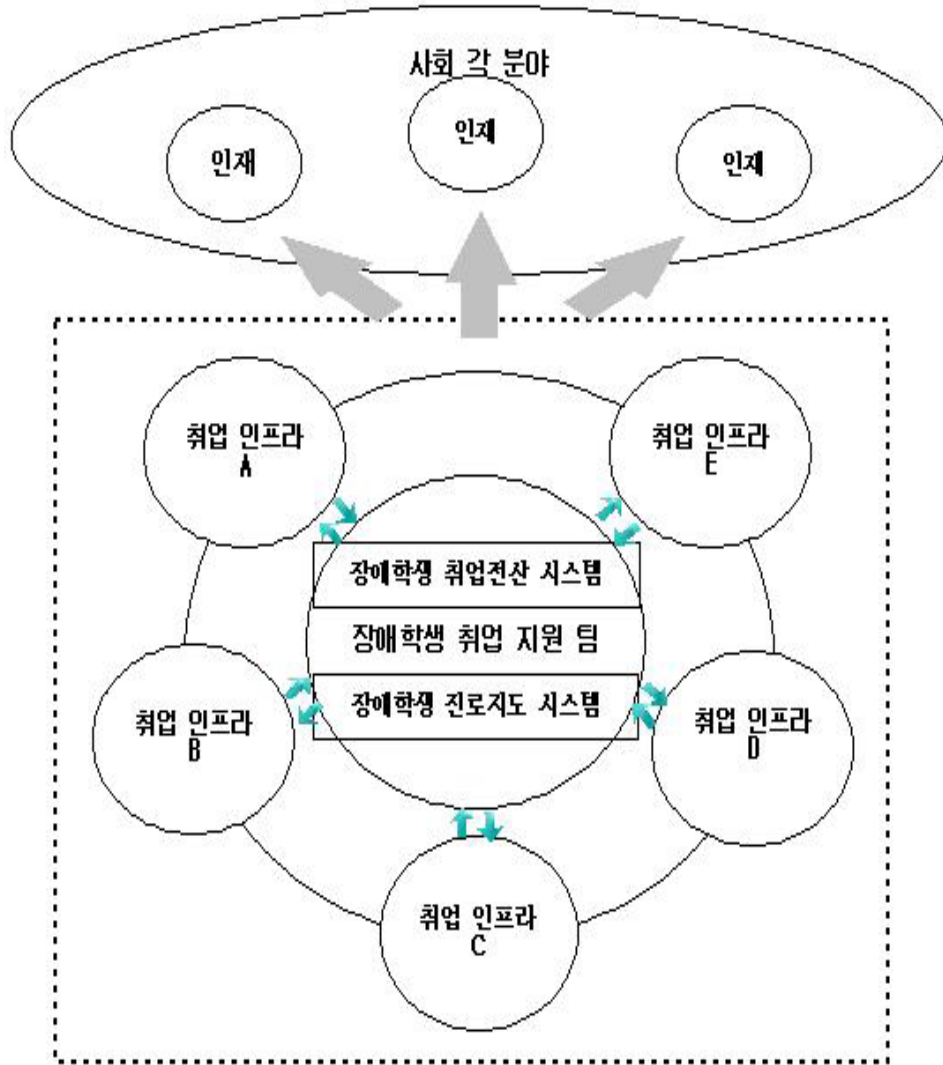 사회 각 분야
인재
인재
인재
취업 인프라
A
취업 인프라
E
장애학생 취업전산 시스템
장애학생 취업 지원 팀
장애학생 진로지도 시스템
취업 인프라
B
취업 인프라
D
취업 인프라
C